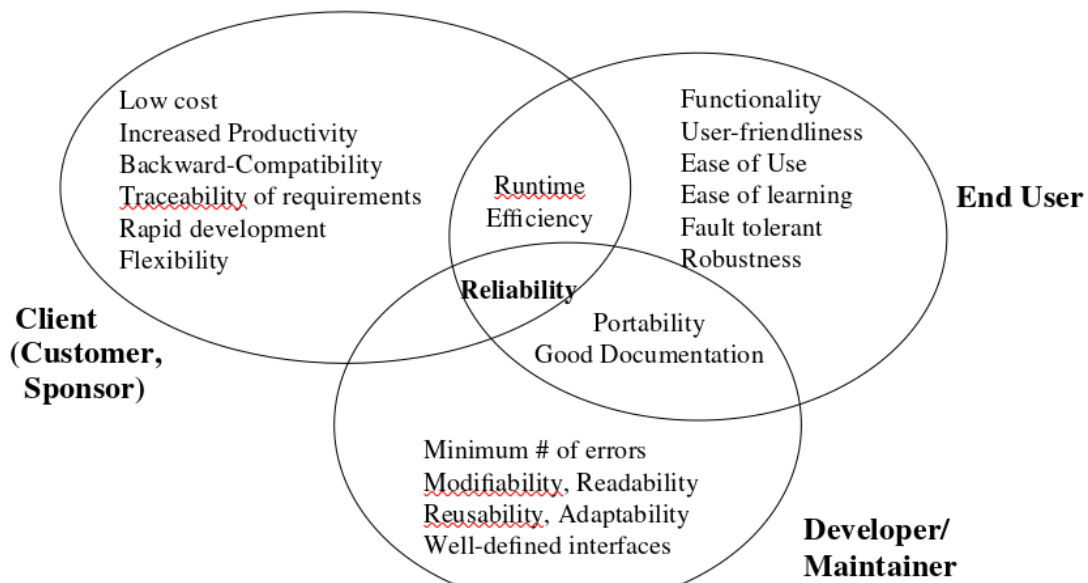 Low cost
Increased Productivity
Backward-Compatibility
Traceability of requirements
Rapid development
Flexibility
Runtime
Efficiency
Functionality
User-friendliness
Ease of Use
Ease of learning
Fault tolerant
Robustness
End User
Reliability
Client
(Customer,
Sponsor)
Portability
Good Documentation
Minimum # of errors
Modifiability, Readability
Reusability, Adaptability
Well-defined interfaces
Developer/
Maintainer